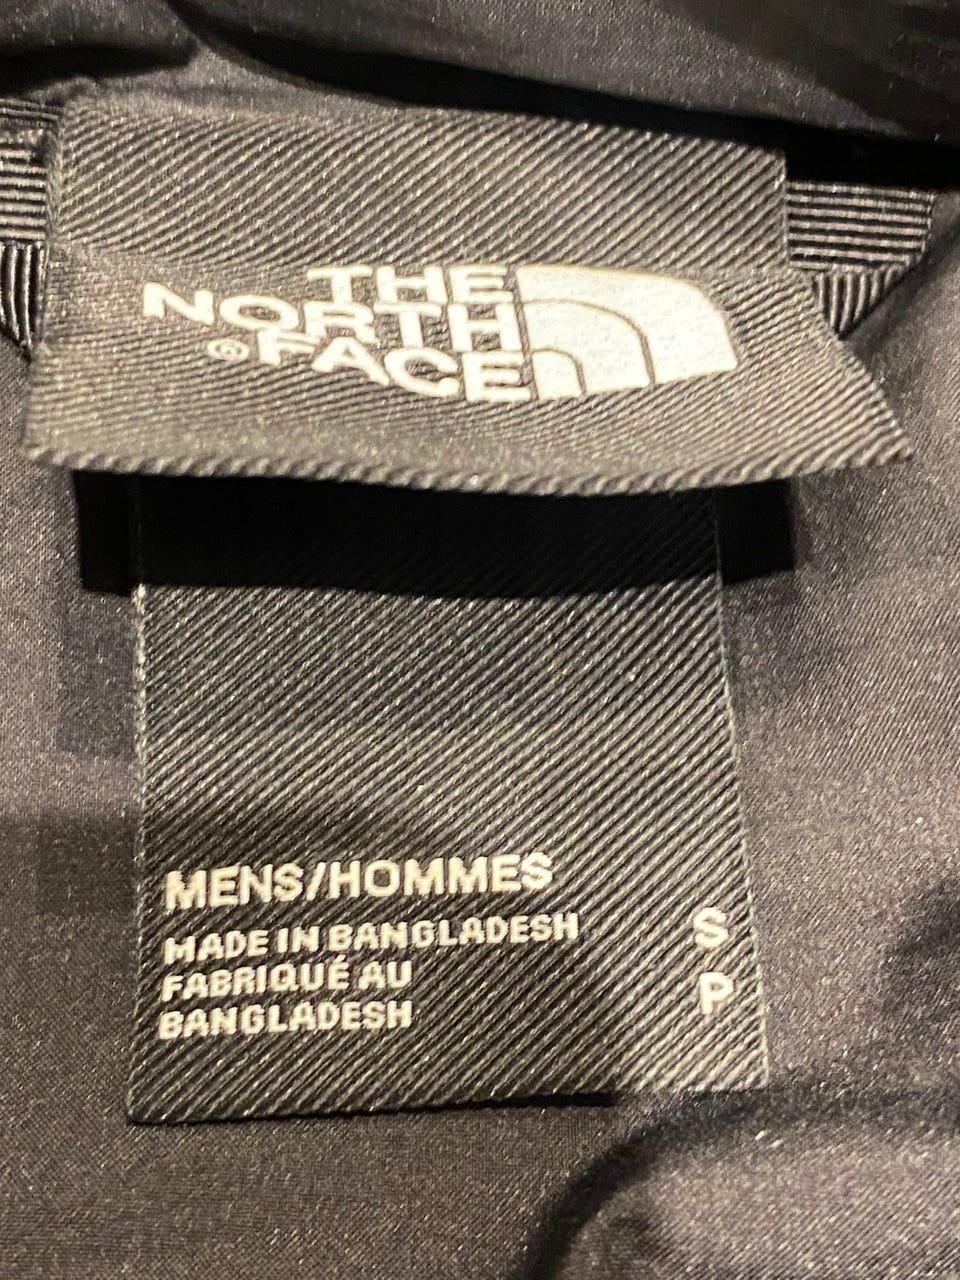 THE
NORTH
®FACE
MENS/HOMMES
MADE IN BANGLADESH
FABRIQUÉ AU
BANGLADESH
S
P